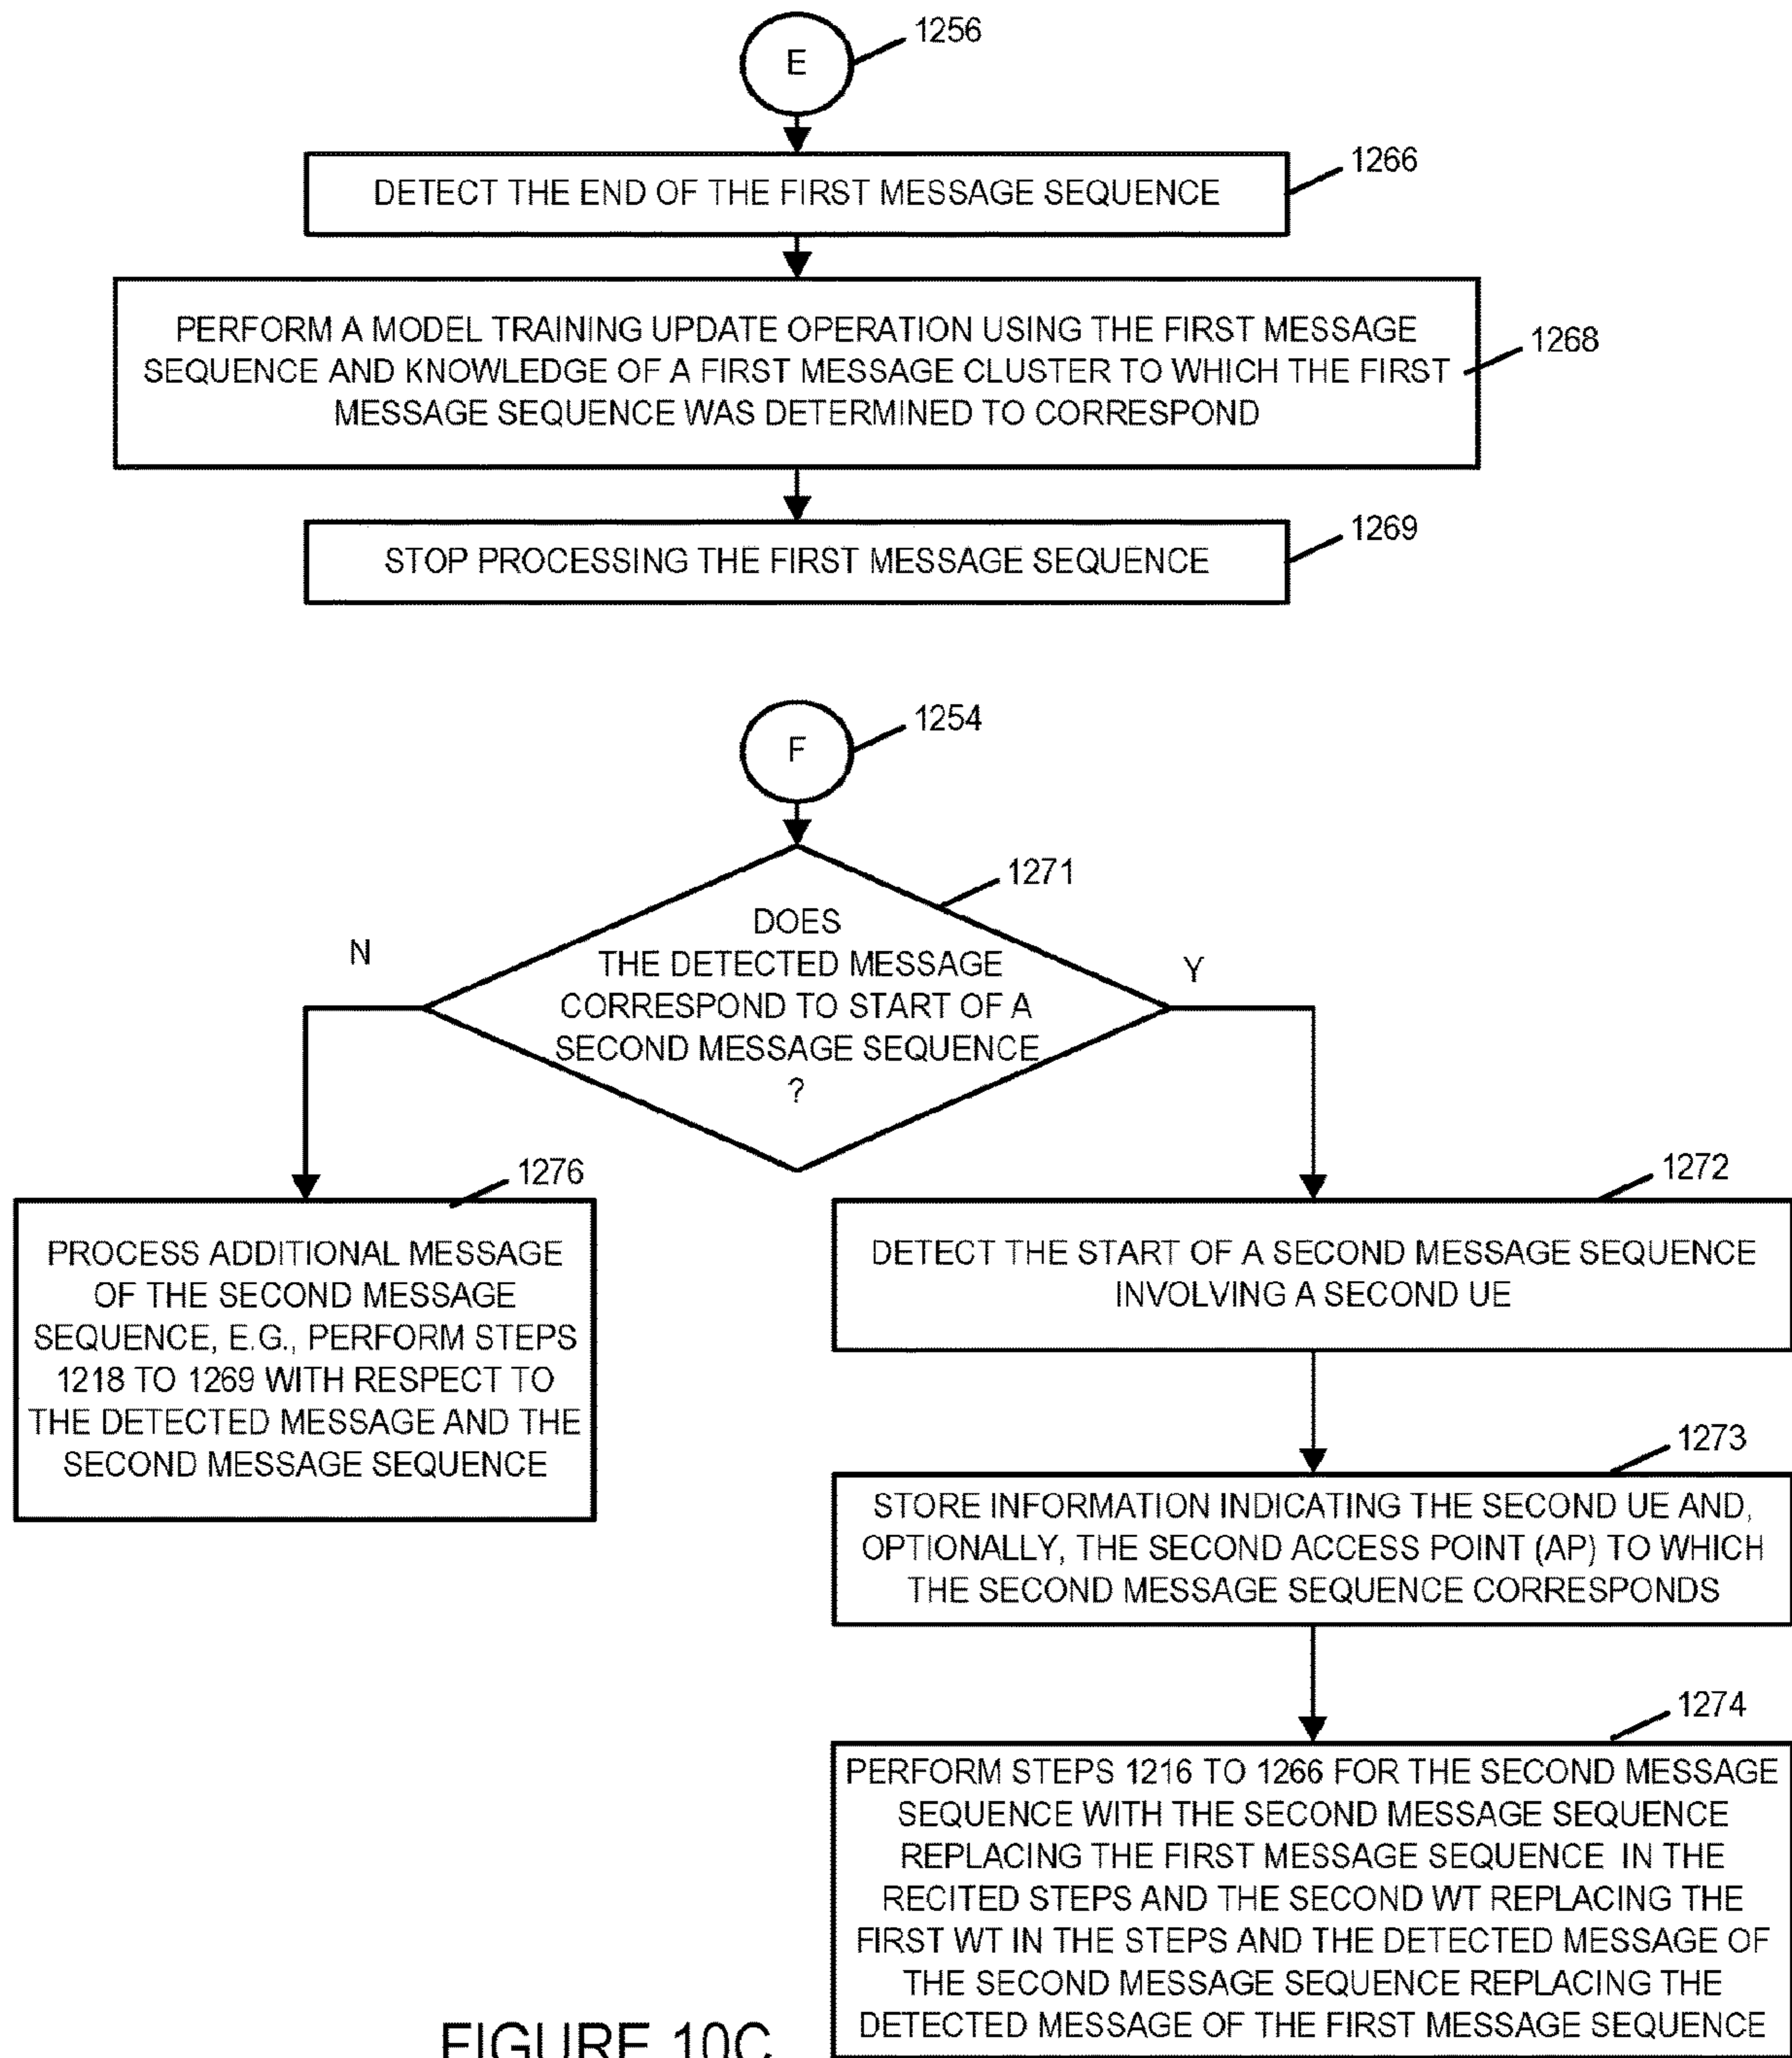 E
1256
DETECT THE END OF THE FIRST MESSAGE SEQUENCE
1266
PERFORM A MODEL TRAINING UPDATE OPERATION USING THE FIRST MESSAGE
SEQUENCE AND KNOWLEDGE OF A FIRST MESSAGE CLUSTER TO WHICH THE FIRST
MESSAGE SEQUENCE WAS DETERMINED TO CORRESPOND
1268
STOP PROCESSING THE FIRST MESSAGE SEQUENCE
1269
F
1254
1271
DOES
THE DETECTED MESSAGE
CORRESPOND TO START OF A
SECOND MESSAGE SEQUENCE
?
N
Y
1276
PROCESS ADDITIONAL MESSAGE
OF THE SECOND MESSAGE
SEQUENCE, E.G., PERFORM STEPS
1218 TO 1269 WITH RESPECT TO
THE DETECTED MESSAGE AND THE
SECOND MESSAGE SEQUENCE
1272
DETECT THE START OF A SECOND MESSAGE SEQUENCE
INVOLVING A SECOND UE
1273
STORE INFORMATION INDICATING THE SECOND UE AND,
OPTIONALLY, THE SECOND ACCESS POINT (AP) TO WHICH
THE SECOND MESSAGE SEQUENCE CORRESPONDS
1274
PERFORM STEPS 1216 TO 1266 FOR THE SECOND MESSAGE
SEQUENCE WITH THE SECOND MESSAGE SEQUENCE
REPLACING THE FIRST MESSAGE SEQUENCE IN THE
RECITED STEPS AND THE SECOND WT REPLACING THE
FIRST WT IN THE STEPS AND THE DETECTED MESSAGE OF
THE SECOND MESSAGE SEQUENCE REPLACING THE
DETECTED MESSAGE OF THE FIRST MESSAGE SEQUENCE
FIGURE 10C